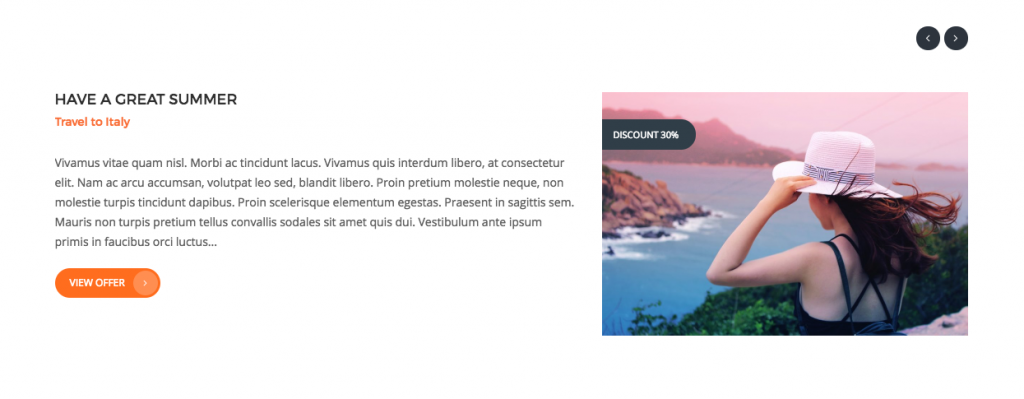 HAVE A GREAT SUMMER
Travel to Italy
Vivamus vitae quam nisl. Morbi ac tincidunt lacus. Vivamus quis interdum libero, at consectetur
elit. Nam ac arcu accumsan, volutpat leo sed, blandit libero. Proin pretium molestie neque, non
molestie turpis tincidunt dapibus. Proin scelerisque elementum egestas. Praesent in sagittis sem.
Mauris non turpis pretium tellus convallis sodales sit amet quis dui. Vestibulum ante ipsum
primis in faucibus orci luctus...
VIEW OFFER
DISCOUNT 30%